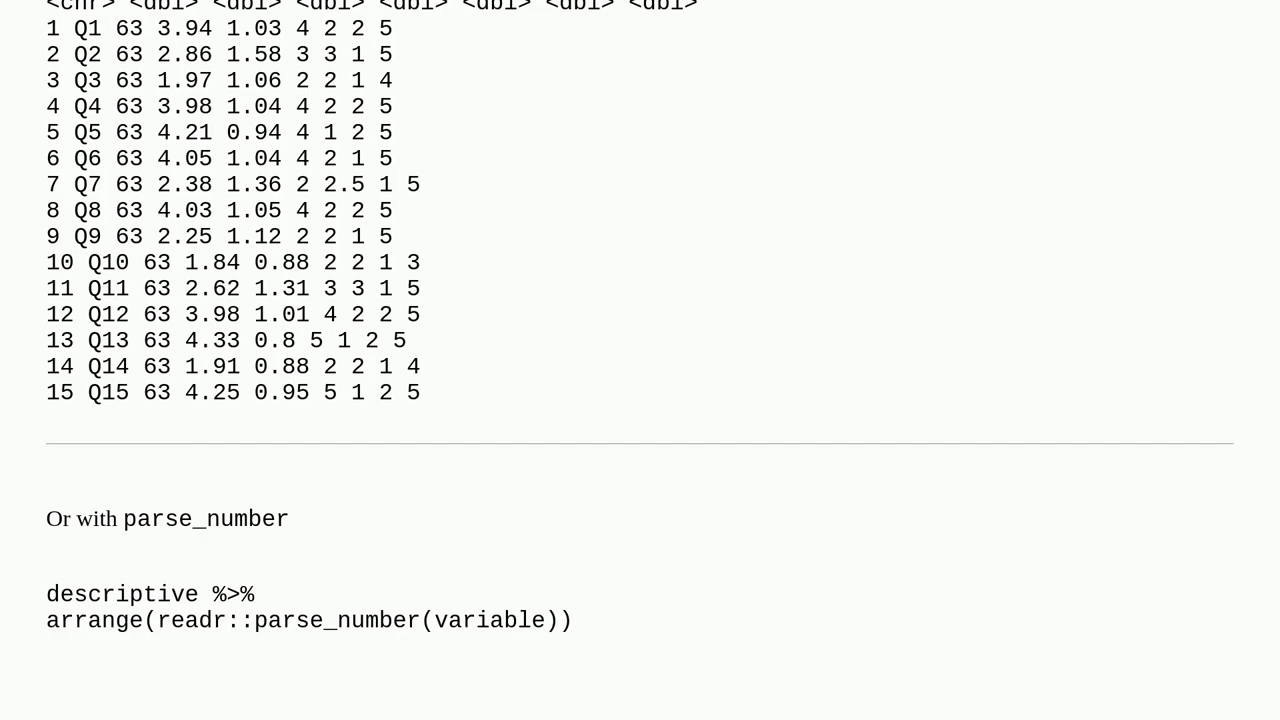 <chr> <dbl> <dbl> <dbl> <dbl> <dbl> <dbl> <dbl>
1 Q1 63 3.94 1.03 4 2 2 5
2 Q2 63 2.86 1.58 3 3 1 5
3 Q3 63 1.97 1.06 2 2 1 4
4 Q4 63 3.98 1.04 4 2 2 5
5 Q5 63 4.21 0.94 4 1 2 5
6 Q6 63 4.05 1.04 4 2 1 5
7 Q7 63 2.38 1.36 2 2.5 1 5
8 Q8 63 4.03 1.05 4 2 2 5
9 Q9 63 2.25 1.12 2 2 1 5
10 Q10 63 1.84 0.88 2 2 1 3
11 Q11 63 2.62 1.31 3 3 1 5
12 Q12 63 3.98 1.01 4 2 2 5
13 Q13 63 4.33 0.8 5 1 2 5
14 Q14 63 1.91 0.88 2 2 1 4
15 Q15 63 4.25 0.95 5 1 2 5
Or with parse_number
descriptive %>%
arrange(readr::parse_number(variable))